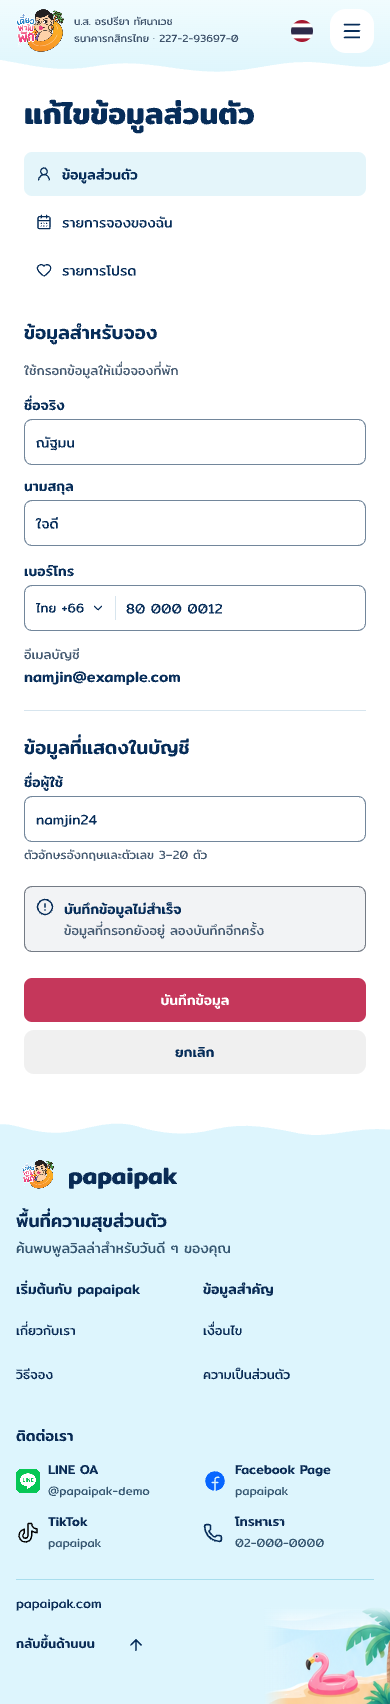 เที่ยว
พา
พัก
น.ส. อรปรียา ทัศนาเวช
ธนาคารกสิกรไทย · 227-2-93697-0
แก้ไขข้อมูลส่วนตัว
ข้อมูลส่วนตัว
รายการจองของฉัน
รายการโปรด
ข้อมูลสำหรับจอง
ใช้กรอกข้อมูลให้เมื่อจองที่พัก
ชื่อจริง
ณัฐมน
นามสกุล
ใจดี
เบอร์โทร
ไทย +66
80 000 0012
อีเมลบัญชี
namjin@example.com
ข้อมูลที่แสดงในบัญชี
ชื่อผู้ใช้
namjin24
ตัวอักษรอังกฤษและตัวเลข 3–20 ตัว
บันทึกข้อมูลไม่สำเร็จ
ข้อมูลที่กรอกยังอยู่ ลองบันทึกอีกครั้ง
บันทึกข้อมูล
ยกเลิก
papaipak
พื้นที่ความสุขส่วนตัว
ค้นพบพูลวิลล่าสำหรับวันดี ๆ ของคุณ
เริ่มต้นกับ papaipak
ข้อมูลสำคัญ
เกี่ยวกับเรา
เงื่อนไข
วิธีจอง
ความเป็นส่วนตัว
ติดต่อเรา
LINE OA
@papaipak-demo
Facebook Page
papaipak
TikTok
papaipak
โทรหาเรา
02-000-0000
papaipak.com
กลับขึ้นด้านบน